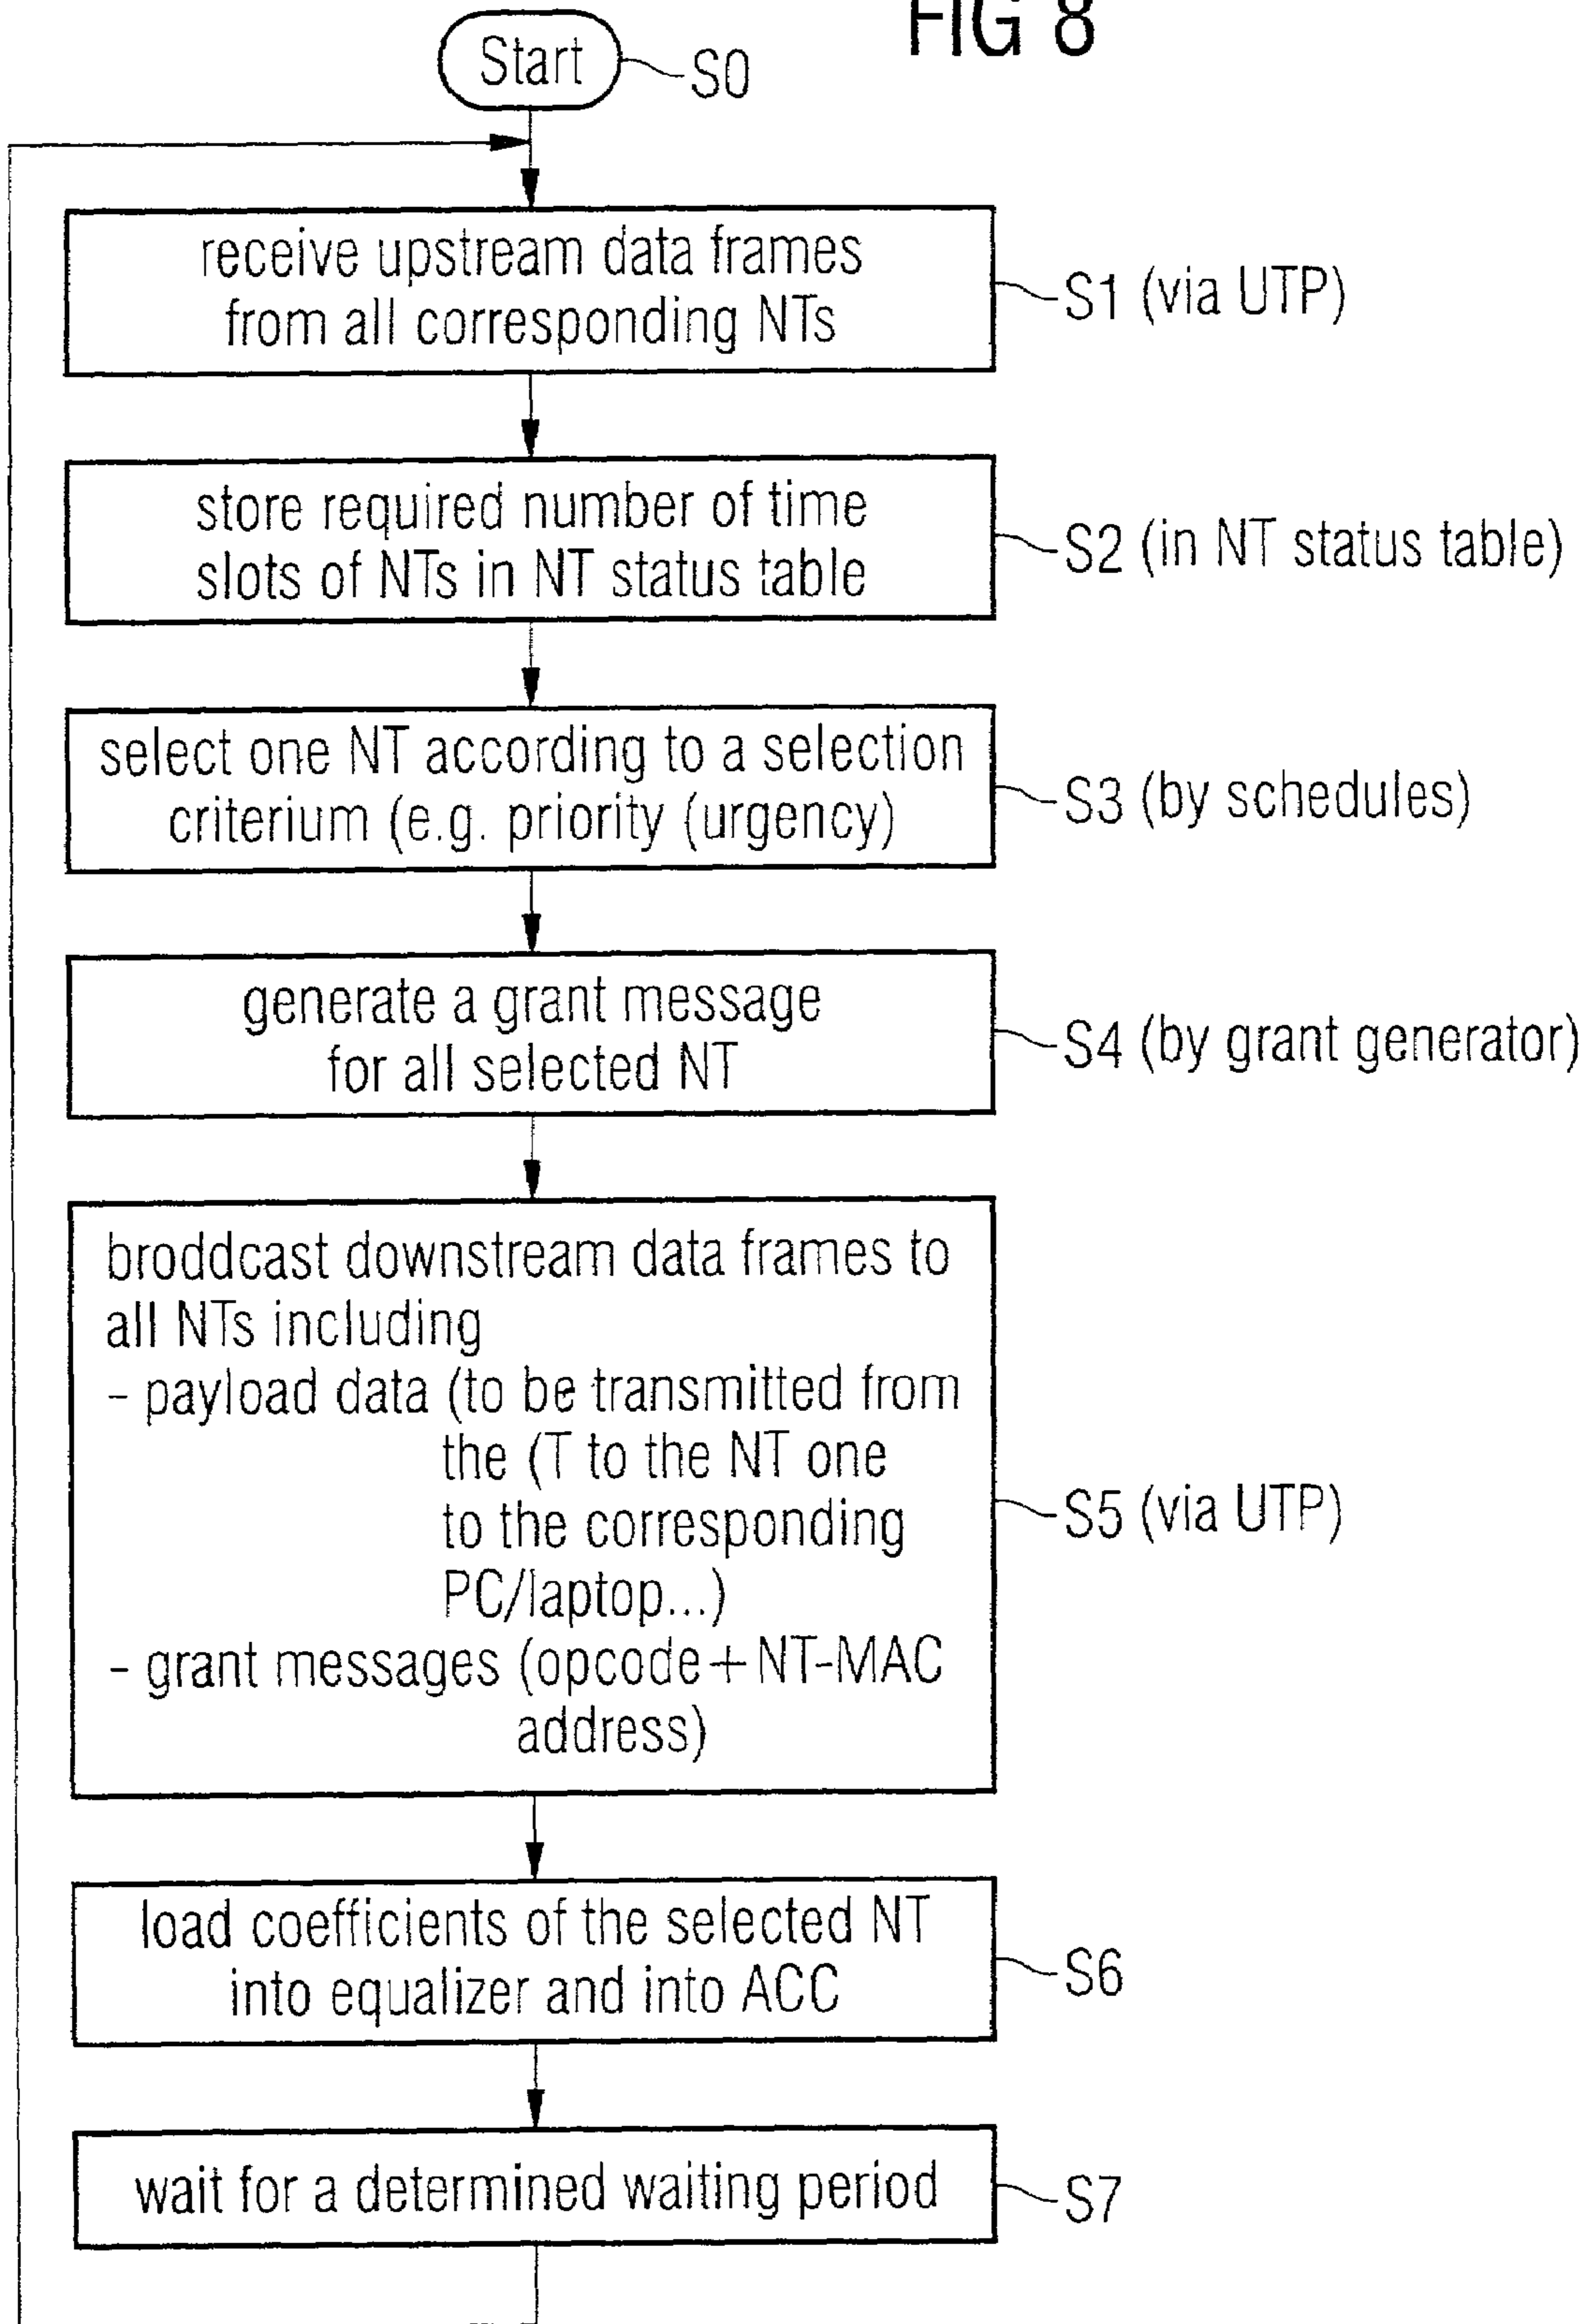 FIG 8
Start
S0
receive upstream data frames
from all corresponding NTs
S1 (via UTP)
store required number of time
slots of NTs in NT status table
S2 (in NT status table)
select one NT according to a selection
criterium (e.g. priority (urgency)
S3 (by schedules)
generate a grant message
for all selected NT
S4 (by grant generator)
broddcast downstream data frames to
all NTs including
- payload data (to be transmitted from
the (T to the NT one
to the corresponding
PC/laptop...)
- grant messages (opcode+NT-MAC
address)
S5 (via UTP)
load coefficients of the selected NT
into equalizer and into ACC
S6
wait for a determined waiting period
S7